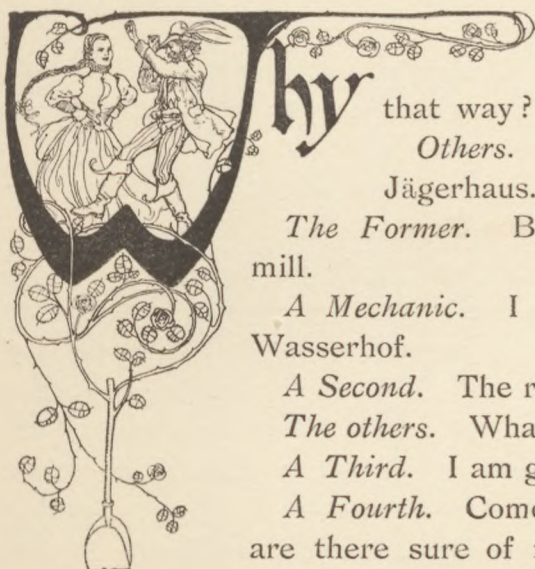 Why that way?
Others.
Jägerhaus.
The Former. B
mill.
A Mechanic. I
Wasserhof.
A Second. The r
The others. Wha
A Third. I am g
A Fourth. Come
are there sure of